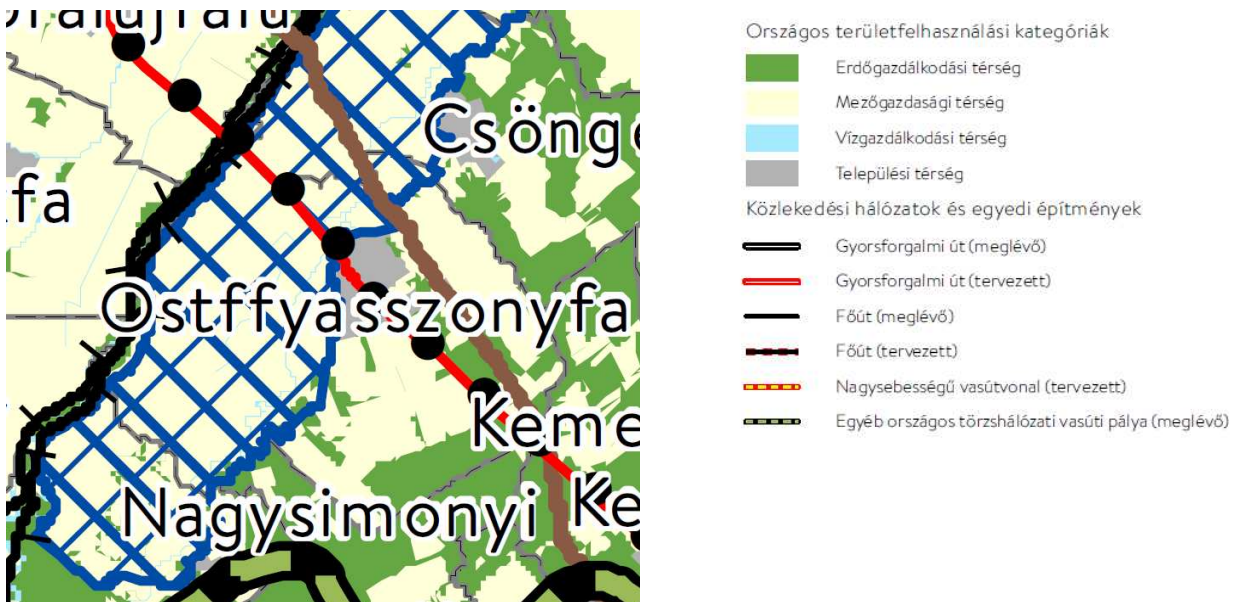 Csönge
fa
Ostffyasszonyfa
Keme
Nagysimonyi
Ke
Országos területfelhasználási kategóriák
Erdőgazdálkodási térség
Mezőgazdasági térség
Vízgazdálkodási térség
Települési térség
Közlekedési hálózatok és egyedi építmények
Gyorsforgalmi út (meglévő)
Gyorsforgalmi út (tervezett)
Főút (meglévő)
Főút (tervezett)
Nagysebességű vasútvonal (tervezett)
Egyéb országos törzshálózati vasúti pálya (meglévő)